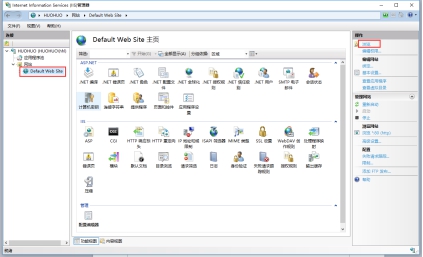 Internet Information Services (IIS)管理器
HUOHUO
网站
Default Web Site
文件(F) 视图(V) 帮助(H)
连接
应用程序池
网站
Default Web Site
Default Web Site 主页
筛选:
全部显示(A)
分组依据:
区域
ASP.NET
.NET 编译
.NET 错误页
.NET 角色
.NET 配置文件
.NET 全球化
.NET 授权规则
.NET 信任级别
.NET 用户
SMTP 电子邮件
会话状态
计算机密钥
连接字符串
提供程序
页面和控件
应用程序设置
IIS
ASP
CGI
HTTP 响应标头
HTTP 重定向
IP 地址和域限制
ISAPI 筛选器
MIME 类型
SSL 设置
WebDAV 创作规则
处理程序映射
错误页
模块
默认文档
目录浏览
请求筛选
日志
身份验证
失败请求跟踪规则
授权规则
输出缓存
压缩
管理
配置编辑器
功能视图
内容视图
就绪
操作
浏览
编辑权限...
编辑网站
绑定...
基本设置...
查看应用程序
查看虚拟目录
管理网站
重新启动
启动
停止
浏览网站
高级设置...
配置
失败请求跟踪...
限制...
添加 FTP 发布...
帮助